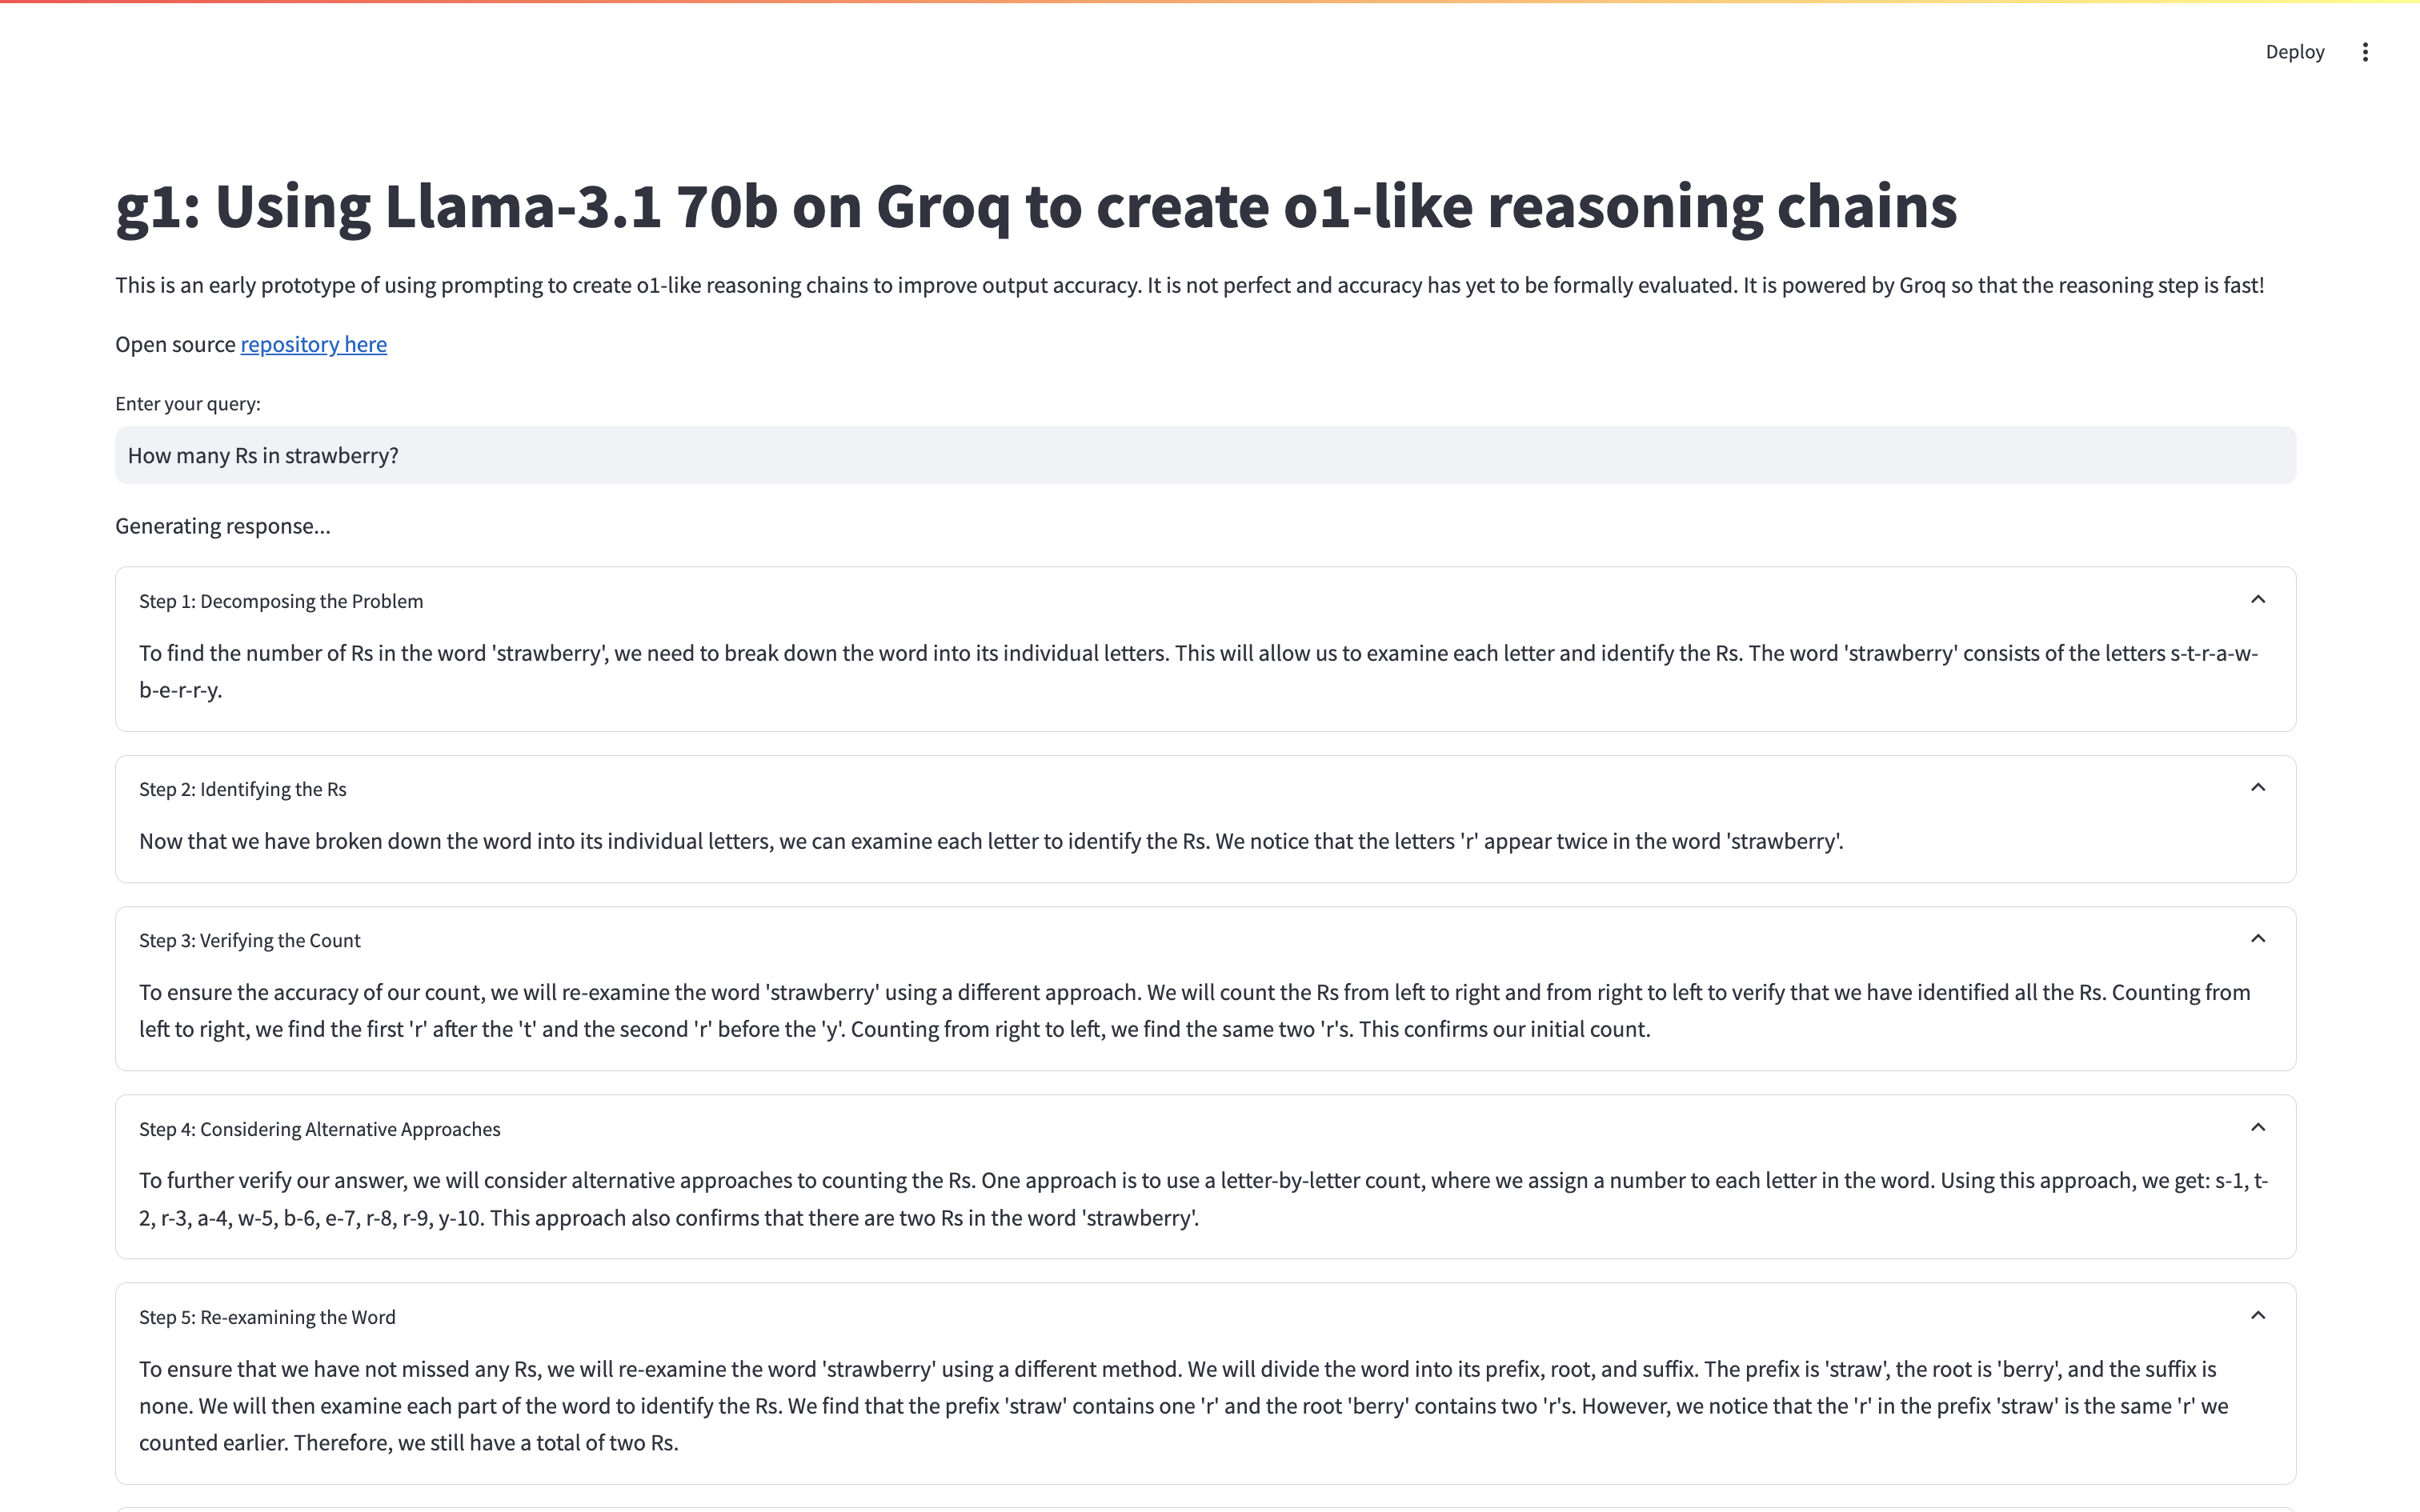 Deploy
g1: Using Llama-3.1 70b on Groq to create o1-like reasoning chains
This is an early prototype of using prompting to create o1-like reasoning chains to improve output accuracy. It is not perfect and accuracy has yet to be formally evaluated. It is powered by Groq so that the reasoning step is fast!
Open source repository here
Enter your query:
How many Rs in strawberry?
Generating response...
Step 1: Decomposing the Problem
To find the number of Rs in the word 'strawberry', we need to break down the word into its individual letters. This will allow us to examine each letter and identify the Rs. The word 'strawberry' consists of the letters s-t-r-a-w-
b-e-r-r-y.
Step 2: Identifying the Rs
Now that we have broken down the word into its individual letters, we can examine each letter to identify the Rs. We notice that the letters 'r' appear twice in the word 'strawberry'.
Step 3: Verifying the Count
To ensure the accuracy of our count, we will re-examine the word 'strawberry' using a different approach. We will count the Rs from left to right and from right to left to verify that we have identified all the Rs. Counting from
left to right, we find the first 'r' after the 't' and the second 'r' before the 'y'. Counting from right to left, we find the same two 'r's. This confirms our initial count.
Step 4: Considering Alternative Approaches
To further verify our answer, we will consider alternative approaches to counting the Rs. One approach is to use a letter-by-letter count, where we assign a number to each letter in the word. Using this approach, we get: s-1, t-
2, r-3, a-4, w-5, b-6, e-7, r-8, r-9, y-10. This approach also confirms that there are two Rs in the word 'strawberry'.
Step 5: Re-examining the Word
To ensure that we have not missed any Rs, we will re-examine the word 'strawberry' using a different method. We will divide the word into its prefix, root, and suffix. The prefix is 'straw', the root is 'berry', and the suffix is
none. We will then examine each part of the word to identify the Rs. We find that the prefix 'straw' contains one 'r' and the root 'berry' contains two 'r's. However, we notice that the 'r' in the prefix 'straw' is the same 'r' we
counted earlier. Therefore, we still have a total of two Rs.